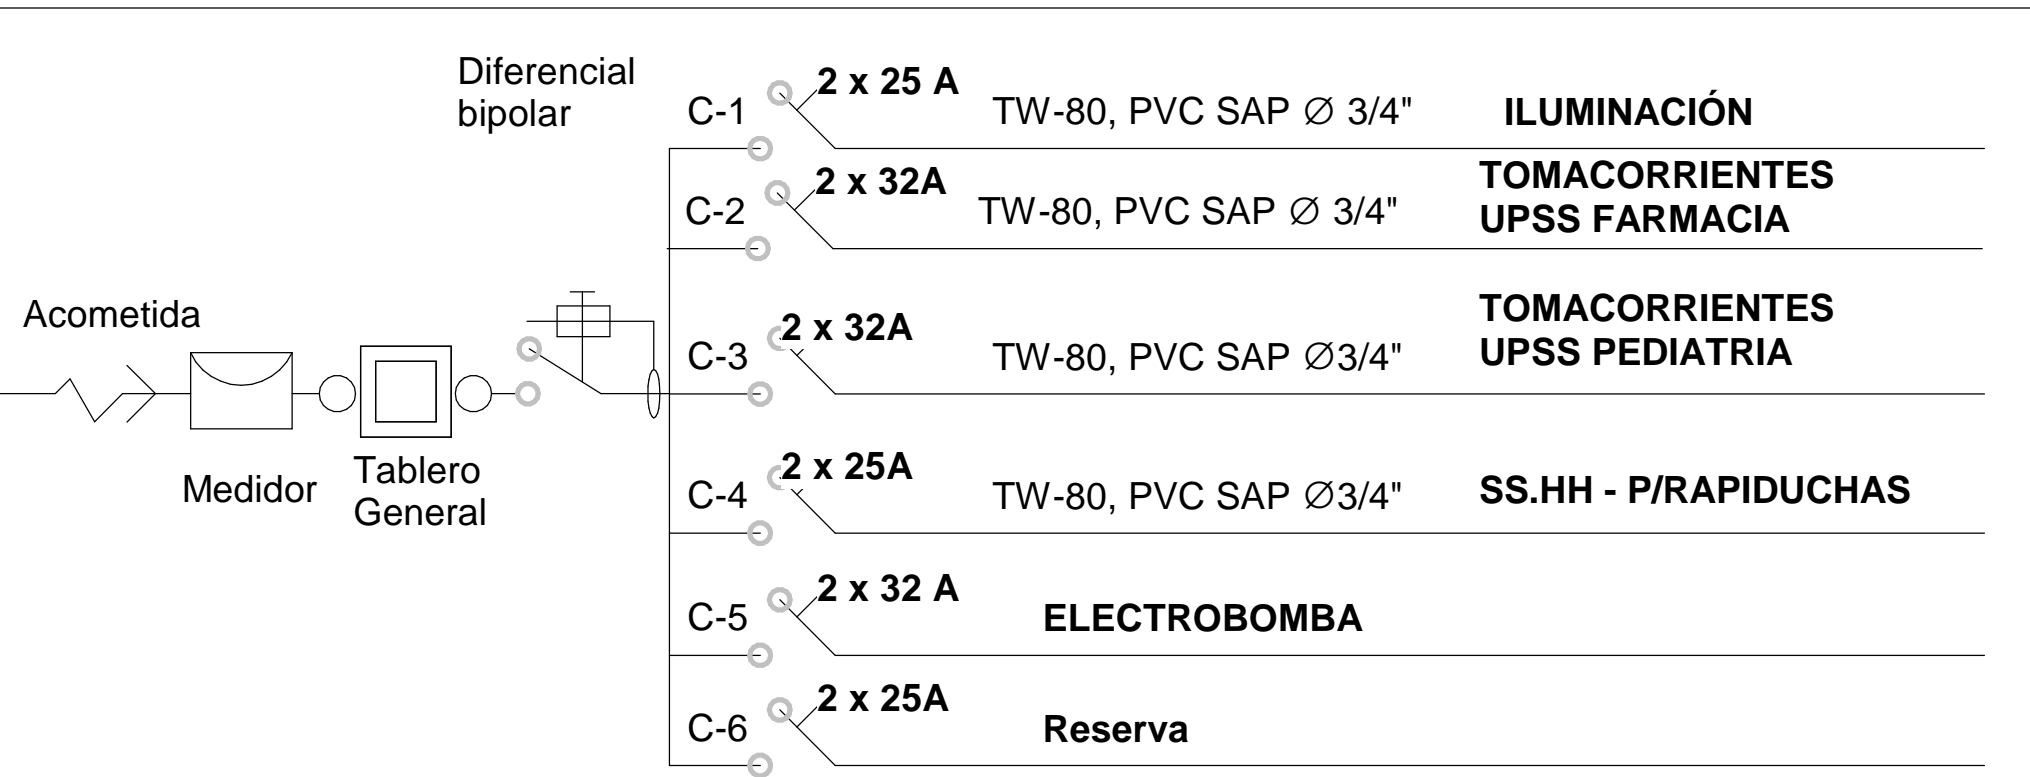 Diferencial
bipolar
C-1
2 x 25 A
TW-80, PVC SAP ∅ 3/4"
ILUMINACIÓN
C-2
2 x 32A
TW-80, PVC SAP ∅ 3/4"
TOMACORRIENTES
UPSS FARMACIA
Acometida
C-3
2 x 32A
TW-80, PVC SAP ∅3/4"
TOMACORRIENTES
UPSS PEDIATRIA
Medidor
Tablero
General
C-4
2 x 25A
TW-80, PVC SAP ∅3/4"
SS.HH - P/RAPIDUCHAS
C-5
2 x 32 A
ELECTROBOMBA
C-6
2 x 25A
Reserva